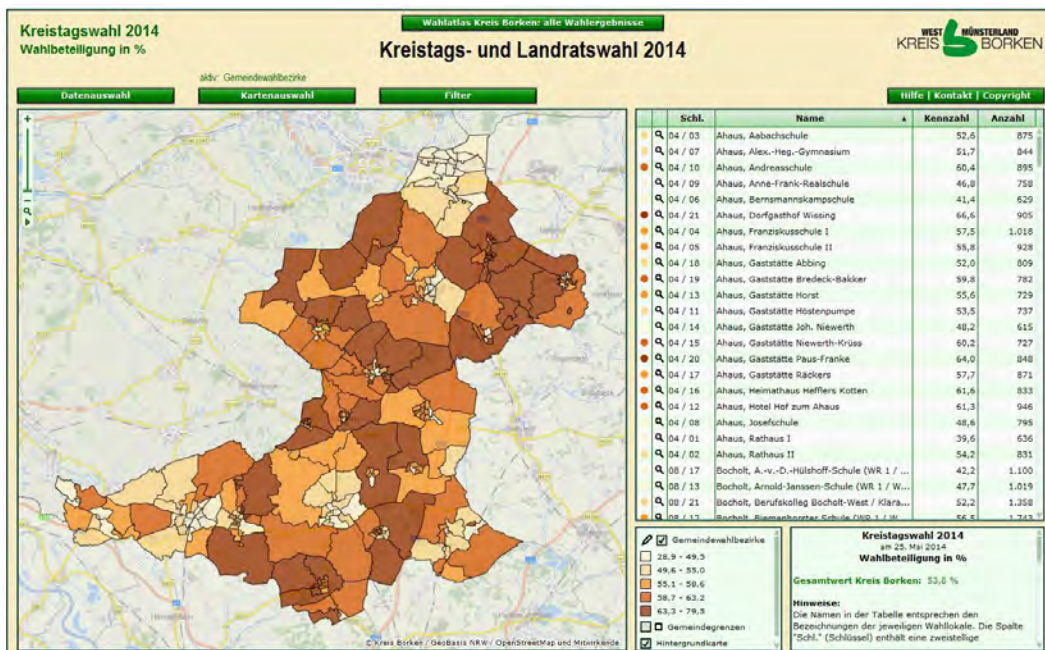 Kreistagswahl 2014
Wahlbeteiligung in %
Wahlatlas Kreis Borken: alle Wahlergebnisse
Kreistags- und Landratswahl 2014
WEST MÜNSTERLAND
KREIS BORKEN
aktiv: Gemeindewahlbezirke
Datenauswahl
Kartenauswahl
Filter
Hilfe | Kontakt | Copyright
Schl. Name Kennzahl Anzahl
04 / 03 Ahaus, Aabachschule 52,6 875
04 / 07 Ahaus, Alex.-Heg.-Gymnasium 51,7 844
04 / 10 Ahaus, Andreasschule 60,4 895
04 / 09 Ahaus, Anne-Frank-Realschule 46,8 758
04 / 06 Ahaus, Bernsmannskampschule 41,4 629
04 / 21 Ahaus, Dorfgasthof Wissing 66,6 905
04 / 04 Ahaus, Franziskusschule I 57,5 1.018
04 / 05 Ahaus, Franziskusschule II 55,8 928
04 / 18 Ahaus, Gaststätte Abbing 52,0 809
04 / 19 Ahaus, Gaststätte Bredeck-Bakker 59,8 782
04 / 13 Ahaus, Gaststätte Horst 55,6 729
04 / 11 Ahaus, Gaststätte Höstenpumpe 53,5 737
04 / 14 Ahaus, Gaststätte Joh. Niewerth 48,2 615
04 / 15 Ahaus, Gaststätte Niewerth-Krüss 60,2 727
04 / 20 Ahaus, Gaststätte Paus-Franke 64,0 848
04 / 17 Ahaus, Gaststätte Räckers 57,7 871
04 / 16 Ahaus, Heimathaus Hefflers Kotten 61,6 833
04 / 12 Ahaus, Hotel Hof zum Ahaus 61,3 946
04 / 08 Ahaus, Josefschule 48,6 795
04 / 01 Ahaus, Rathaus I 39,6 636
04 / 02 Ahaus, Rathaus II 54,2 831
08 / 17 Bocholt, A.-v.-D.-Hülshoff-Schule (WR 1 / ... 42,2 1.100
08 / 13 Bocholt, Arnold-Janssen-Schule (WR 1 / W... 47,7 1.019
08 / 21 Bocholt, Berufskolleg Bocholt-West / Klara... 52,2 1.358
08 / 12 Bocholt, Biemenhorster Schule (WR 1 / W... 56,5 1.743
Gemeindewahlbezirke
28,9 - 49,5
49,6 - 55,0
55,1 - 58,6
58,7 - 63,2
63,3 - 79,5
Gemeindegrenzen
Hintergrundkarte
Kreistagswahl 2014
am 25. Mai 2014
Wahlbeteiligung in %
Gesamtwert Kreis Borken: 53,8 %
Hinweise:
Die Namen in der Tabelle entsprechen den
Bezeichnungen der jeweiligen Wahllokale. Die Spalte
"Schl." (Schlüssel) enthält eine zweistellige
© Kreis Borken / GeoBasis NRW / OpenStreetMap und Mitwirkende